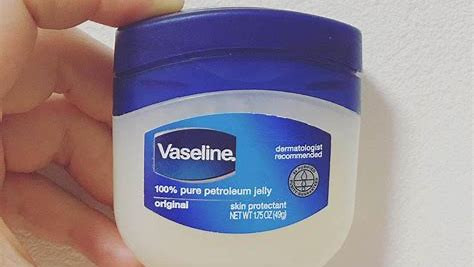 Vaseline
dermatologist
recommended
100% pure petroleum jelly
original
skin protectant
NET WT 1.75 OZ (49g)